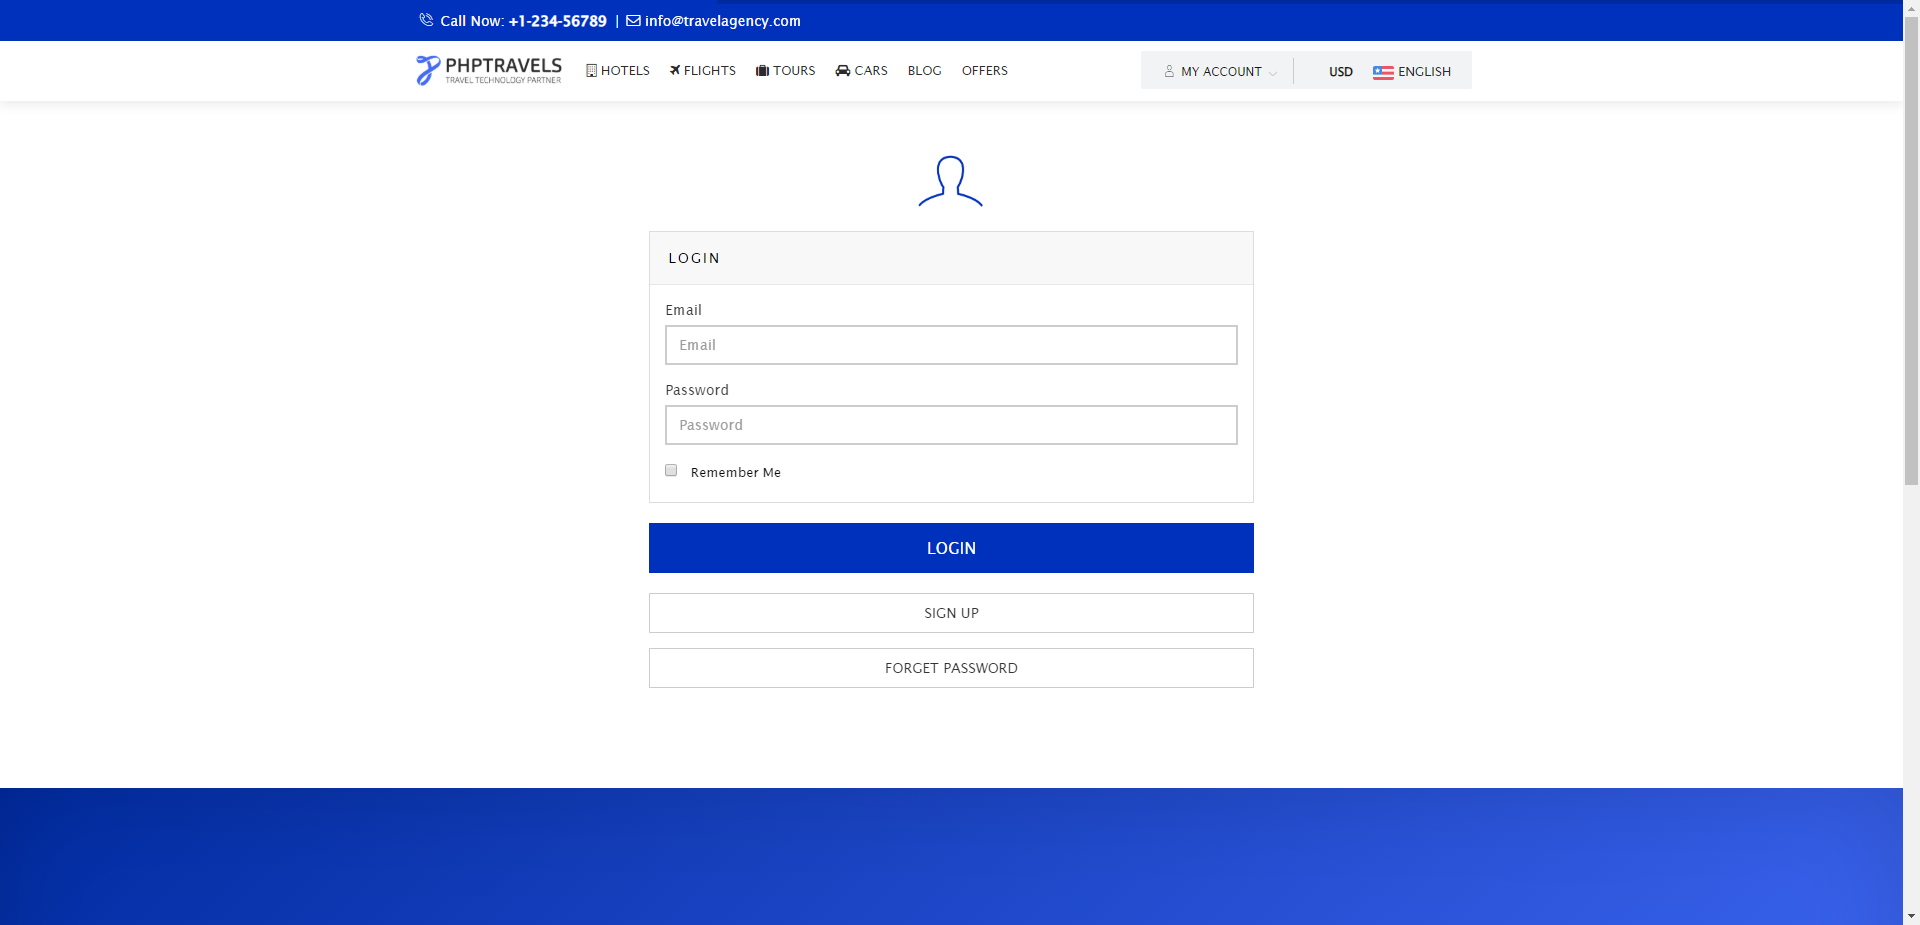 Call Now: +1-234-56789 | info@travelagency.com
PHPTRAVELS
TRAVEL TECHNOLOGY PARTNER
HOTELS FLIGHTS TOURS CARS BLOG OFFERS
MY ACCOUNT USD ENGLISH
LOGIN
Email
Email
Password
Password
Remember Me
LOGIN
SIGN UP
FORGET PASSWORD